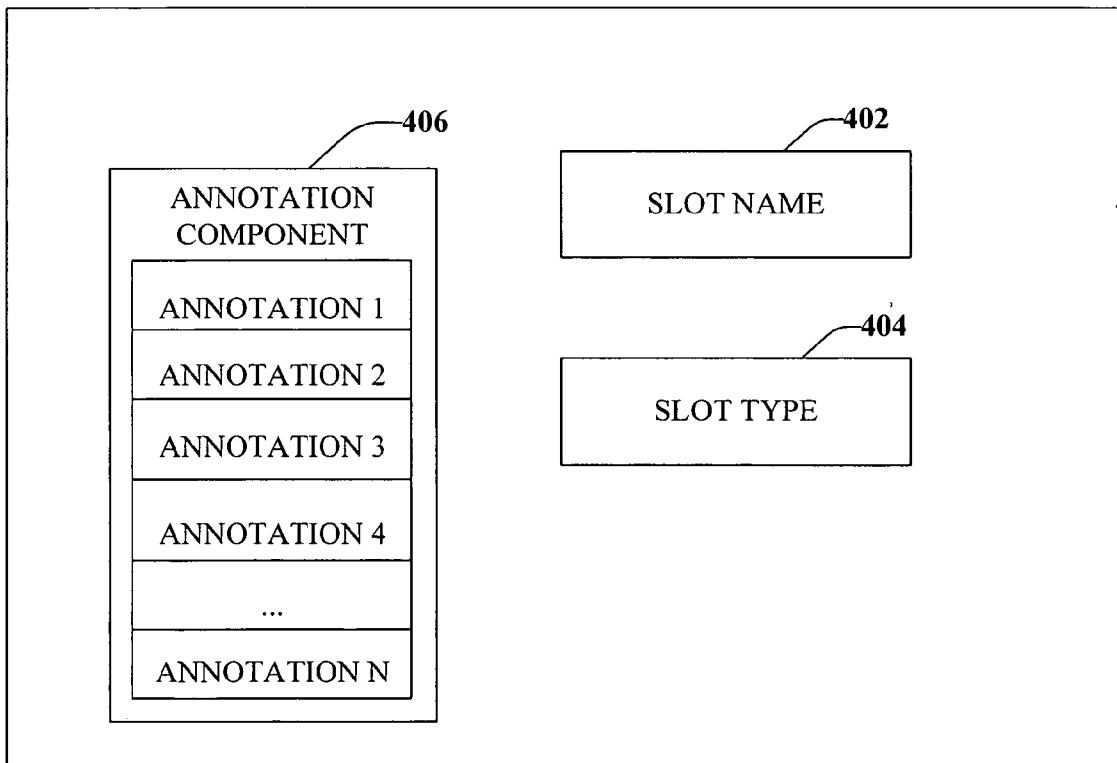 406
ANNOTATION
COMPONENT
ANNOTATION 1
ANNOTATION 2
ANNOTATION 3
ANNOTATION 4
...
ANNOTATION N
402
SLOT NAME
404
SLOT TYPE